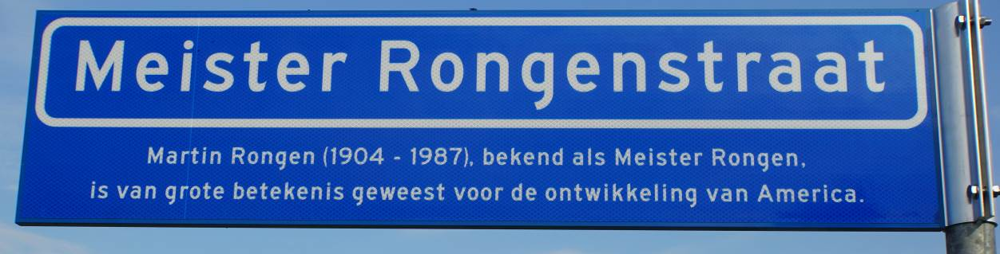 Meister Rongenstraat
Martin Rongen (1904 - 1987), bekend als Meister Rongen,
is van grote betekenis geweest voor de ontwikkeling van America.